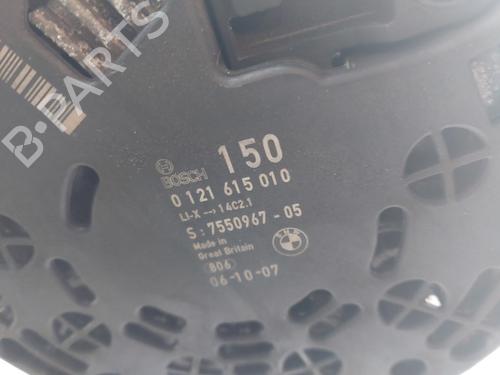 B-PARTS
BOSCH 150
0 121 615 010
LI-X --> 14C2.1
S : 7550967 - 05
Made in
Great Britain
BMW
(806)
06-10-07